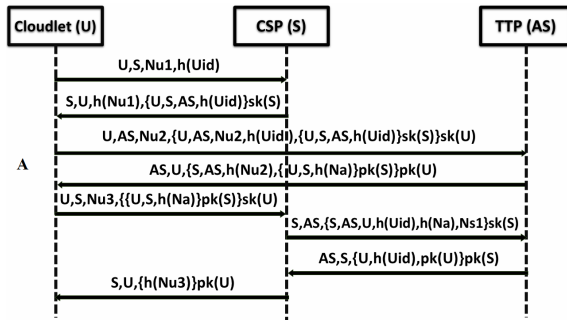 Cloudlet (U) CSP (S) TTP (AS)
U,S,Nu1,h(Uid)
S,U,h(Nu1),{U,S,AS,h(Uid)}sk(S)
U,AS,Nu2,{U,AS,Nu2,h(Uid),{U,S,AS,h(Uid)}sk(S)}sk(U)
A
AS,U,{S,AS,h(Nu2),{U,S,h(Na)}pk(S)}pk(U)
U,S,Nu3,{{U,S,h(Na)}pk(S)}sk(U)
S,AS,{S,AS,U,h(Uid),h(Na),Ns1}sk(S)
AS,S,{U,h(Uid),pk(U)}pk(S)
S,U,{h(Nu3)}pk(U)